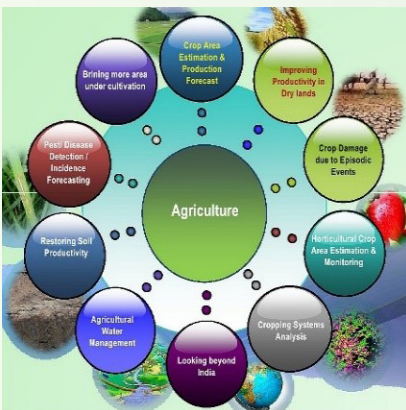 Crop Area
Estimation &
Production
Forecast
Improving
Productivity in
Dry lands
Crop Damage
due to Episodic
Events
Horticultural Crop
Area Estimation &
Monitoring
Cropping Systems
Analysis
Looking beyond
India
Agricultural
Water
Management
Restoring Soil
Productivity
Pest/ Disease
Detection /
Incidence
Forecasting
Brining more area
under cultivation
Agriculture